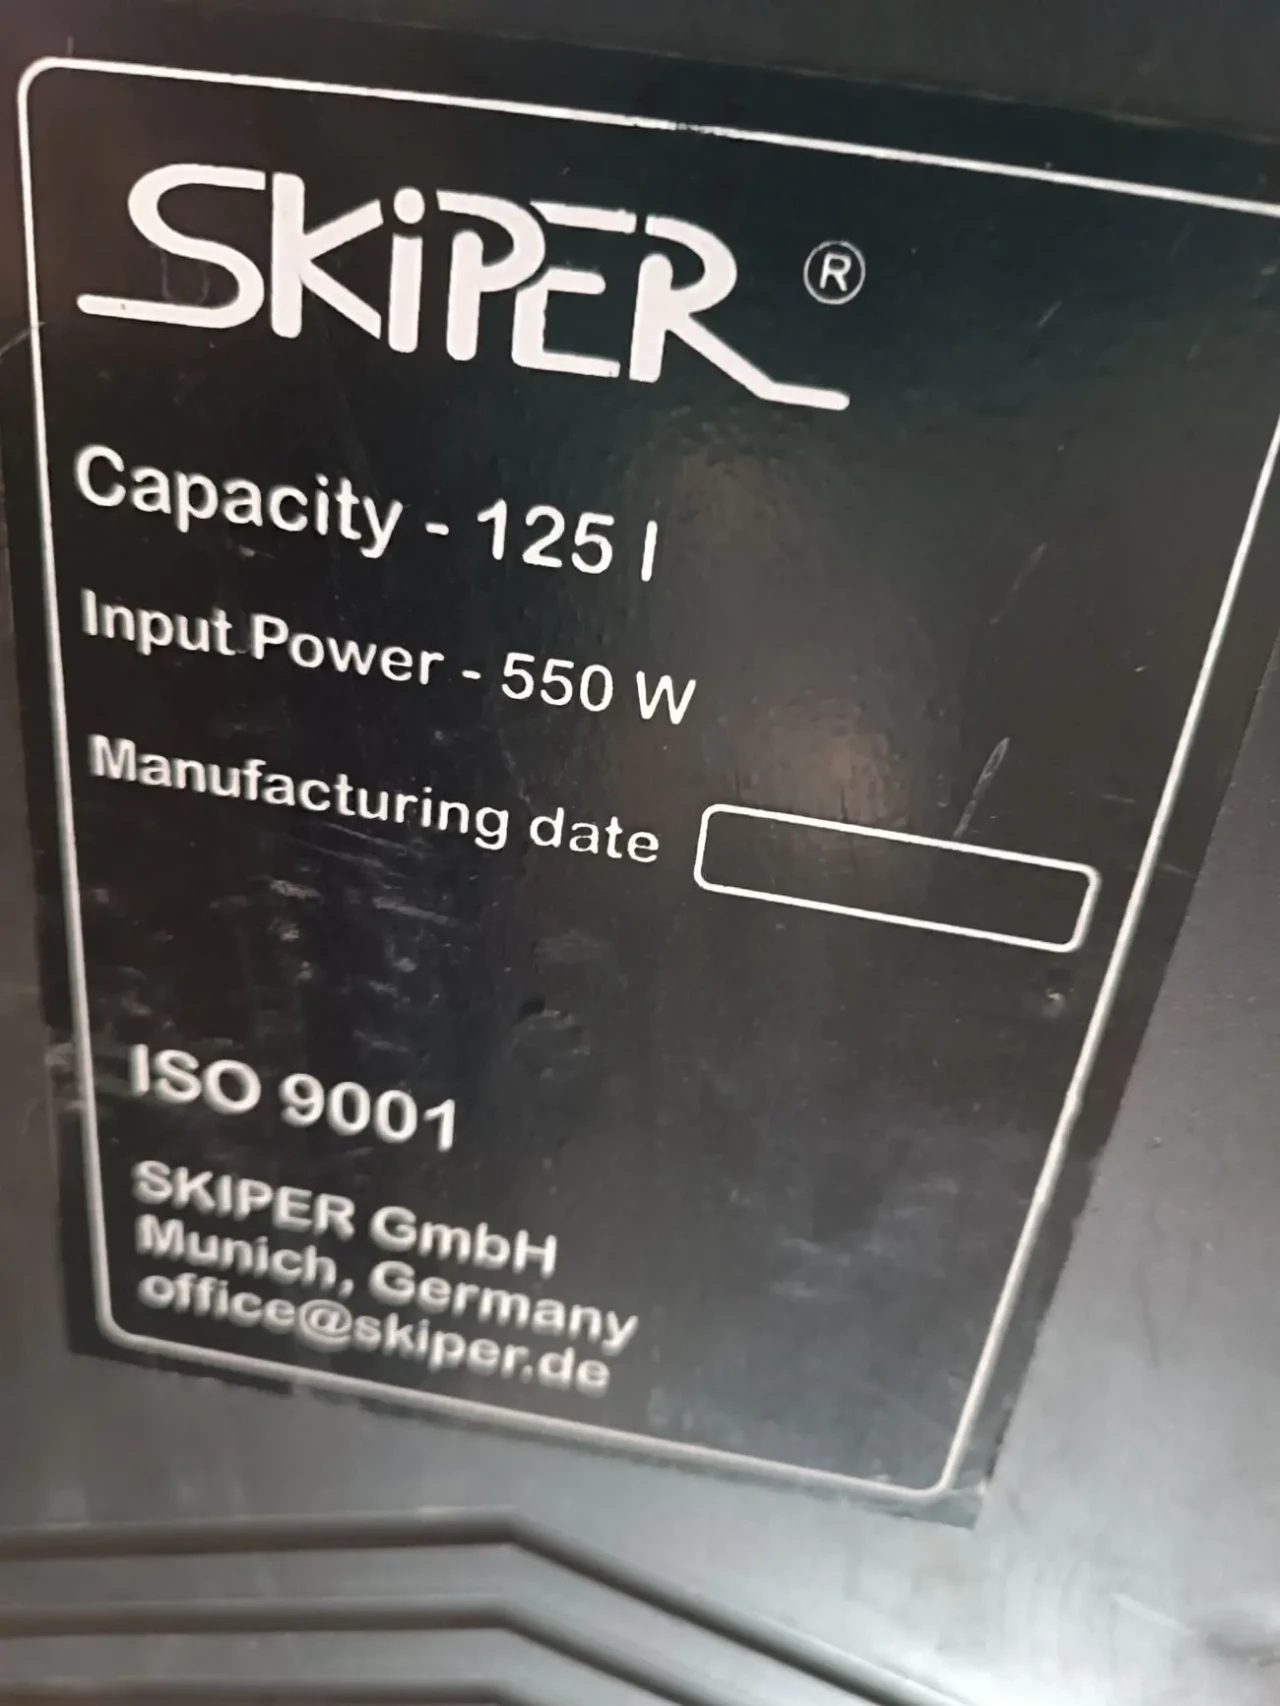 SKiPER ®
Capacity - 125 l
Input Power - 550 W
Manufacturing date
ISO 9001
SKIPER GmbH
Munich, Germany
office@skiper.de